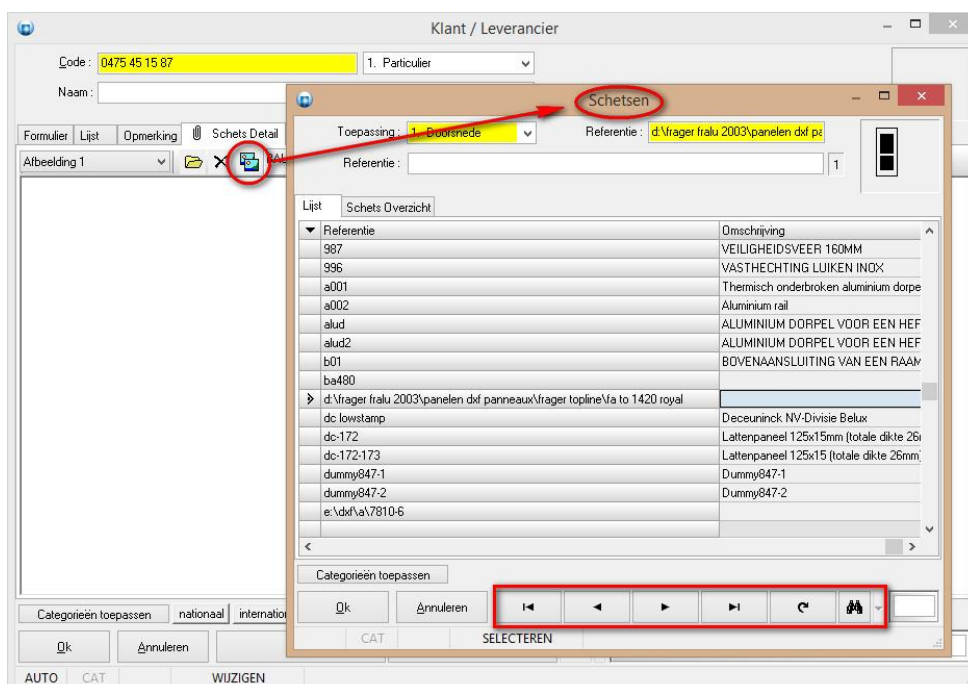 Klant / Leverancier
Code : 0475 45 15 87
1. Particulier
Naam :
Formulier Lijst Opmerking Schets Detail
Afbeelding 1
Schetsen
Toepassing : 1. Doorsnede
Referentie : d:\frager fralu 2003\panelen dxf pa
Referentie :
1
Lijst Schets Overzicht
Referentie Omschrijving
987 VEILIGHEIDSVEER 160MM
996 VASTHECHTING LUIKEN INOX
a001 Thermisch onderbroken aluminium dorpe
a002 Aluminium rail
alud ALUMINIUM DORPEL VOOR EEN HEF
alud2 ALUMINIUM DORPEL VOOR EEN HEF
b01 BOVENAANSLUITING VAN EEN RAAM
ba480
d:\frager fralu 2003\panelen dxf panneaux\frager topline\fa to 1420 royal
dc lowstamp Deceuninck NV-Divisie Belux
dc-172 Lattenpaneel 125x15mm (totale dikte 26
dc-172-173 Lattenpaneel 125x15 (totale dikte 26mm)
dummy847-1 Dummy847-1
dummy847-2 Dummy847-2
e:\dxf\a\7810-6
Categorieën toepassen
Ok Annuleren
CAT SELECTEREN
Categorieën toepassen nationaal internatio
Ok Annuleren
AUTO CAT WIJZIGEN